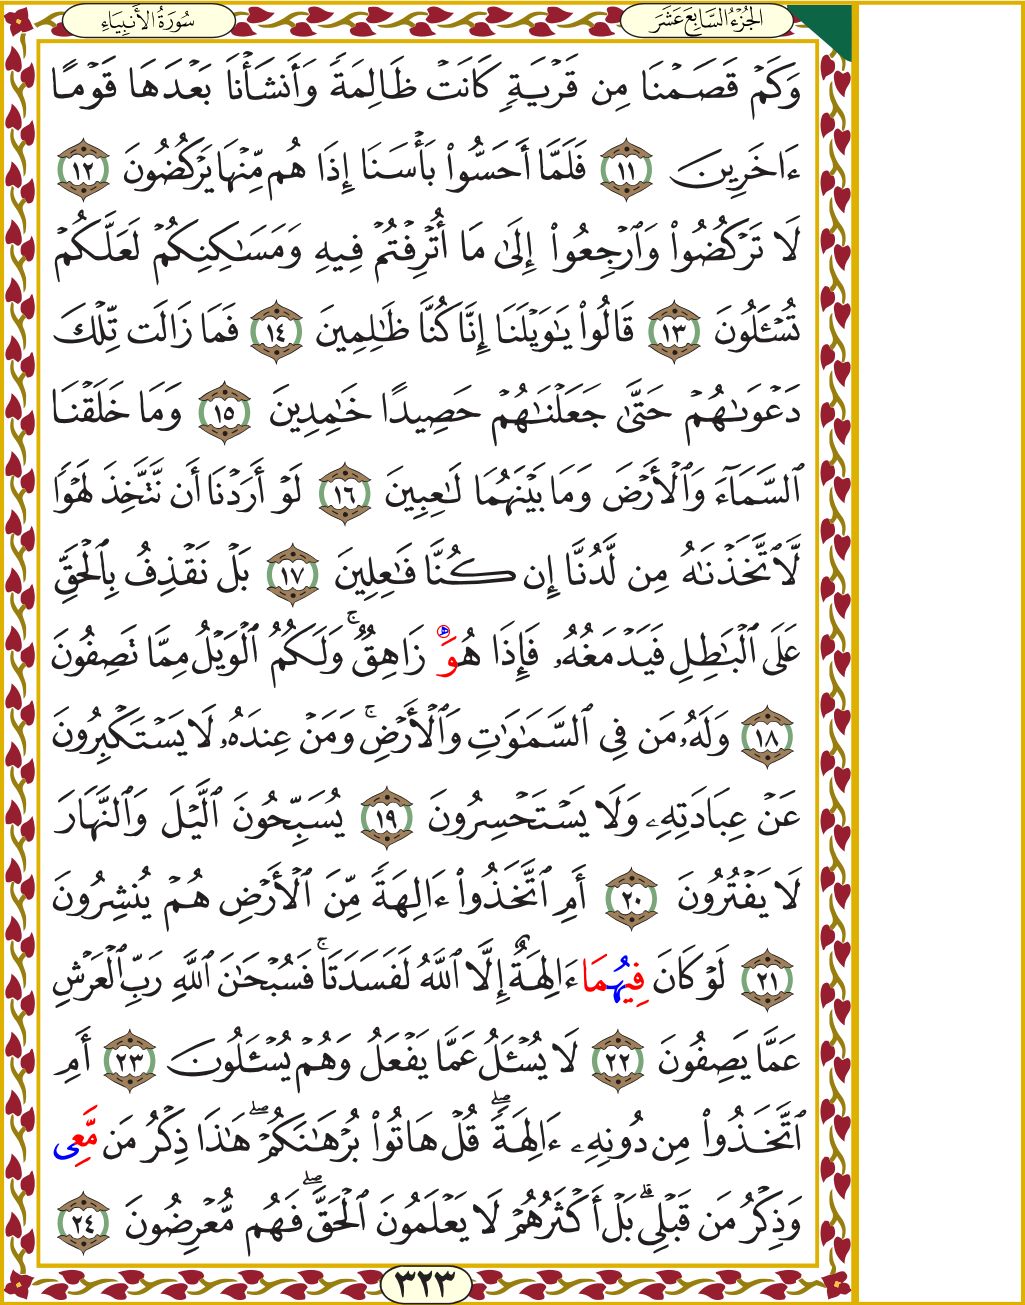 الجُزْءُ السَّابِعَ عَشَرَ
سُورَةُ الأَنبِيَاءِ
وَكَمۡ قَصَمۡنَا مِن قَرۡيَةٖ كَانَتۡ ظَالِمَةٗ وَأَنشَأۡنَا بَعۡدَهَا قَوۡمًا
ءَاخَرِينَ ١١ فَلَمَّآ أَحَسُّواْ بَأۡسَنَآ إِذَا هُم مِّنۡهَا يَرۡكُضُونَ ١٢
لَا تَرۡكُضُواْ وَٱرۡجِعُوٓاْ إِلَىٰ مَآ أُتۡرِفۡتُمۡ فِيهِ وَمَسَٰكِنِكُمۡ لَعَلَّكُمۡ
تُسۡـَٔلُونَ ١٣ قَالُواْ يَٰوَيۡلَنَآ إِنَّا كُنَّا ظَٰلِمِينَ ١٤ فَمَا زَالَت تِّلۡكَ
دَعۡوَىٰهُمۡ حَتَّىٰ جَعَلۡنَٰهُمۡ حَصِيدًا خَٰمِدِينَ ١٥ وَمَا خَلَقۡنَا
ٱلسَّمَآءَ وَٱلۡأَرۡضَ وَمَا بَيۡنَهُمَا لَٰعِبِينَ ١٦ لَوۡ أَرَدۡنَآ أَن نَّتَّخِذَ لَهۡوٗا
لَّٱتَّخَذۡنَٰهُ مِن لَّدُنَّآ إِن كُنَّا فَٰعِلِينَ ١٧ بَلۡ نَقۡذِفُ بِٱلۡحَقِّ
عَلَى ٱلۡبَٰطِلِ فَيَدۡمَغُهُۥ فَإِذَا هُوَ زَاهِقٞۚ وَلَكُمُ ٱلۡوَيۡلُ مِمَّا تَصِفُونَ
١٨ وَلَهُۥ مَن فِي ٱلسَّمَٰوَٰتِ وَٱلۡأَرۡضِۚ وَمَنۡ عِندَهُۥ لَا يَسۡتَكۡبِرُونَ
عَنۡ عِبَادَتِهِۦ وَلَا يَسۡتَحۡسِرُونَ ١٩ يُسَبِّحُونَ ٱلَّيۡلَ وَٱلنَّهَارَ
لَا يَفۡتُرُونَ ٢٠ أَمِ ٱتَّخَذُوٓاْ ءَالِهَةٗ مِّنَ ٱلۡأَرۡضِ هُمۡ يُنشِرُونَ
٢١ لَوۡ كَانَ فِيهُمَآ ءَالِهَةٌ إِلَّا ٱللَّهُ لَفَسَدَتَاۚ فَسُبۡحَٰنَ ٱللَّهِ رَبِّ ٱلۡعَرۡشِ
عَمَّا يَصِفُونَ ٢٢ لَا يُسۡـَٔلُ عَمَّا يَفۡعَلُ وَهُمۡ يُسۡـَٔلُونَ ٢٣ أَمِ
ٱتَّخَذُواْ مِن دُونِهِۦٓ ءَالِهَةٗۖ قُلۡ هَاتُواْ بُرۡهَٰنَكُمۡۖ هَٰذَا ذِكۡرُ مَن مَّعِي
وَذِكۡرُ مَن قَبۡلِيۚ بَلۡ أَكۡثَرُهُمۡ لَا يَعۡلَمُونَ ٱلۡحَقَّۖ فَهُم مُّعۡرِضُونَ ٢٤
٣٢٣